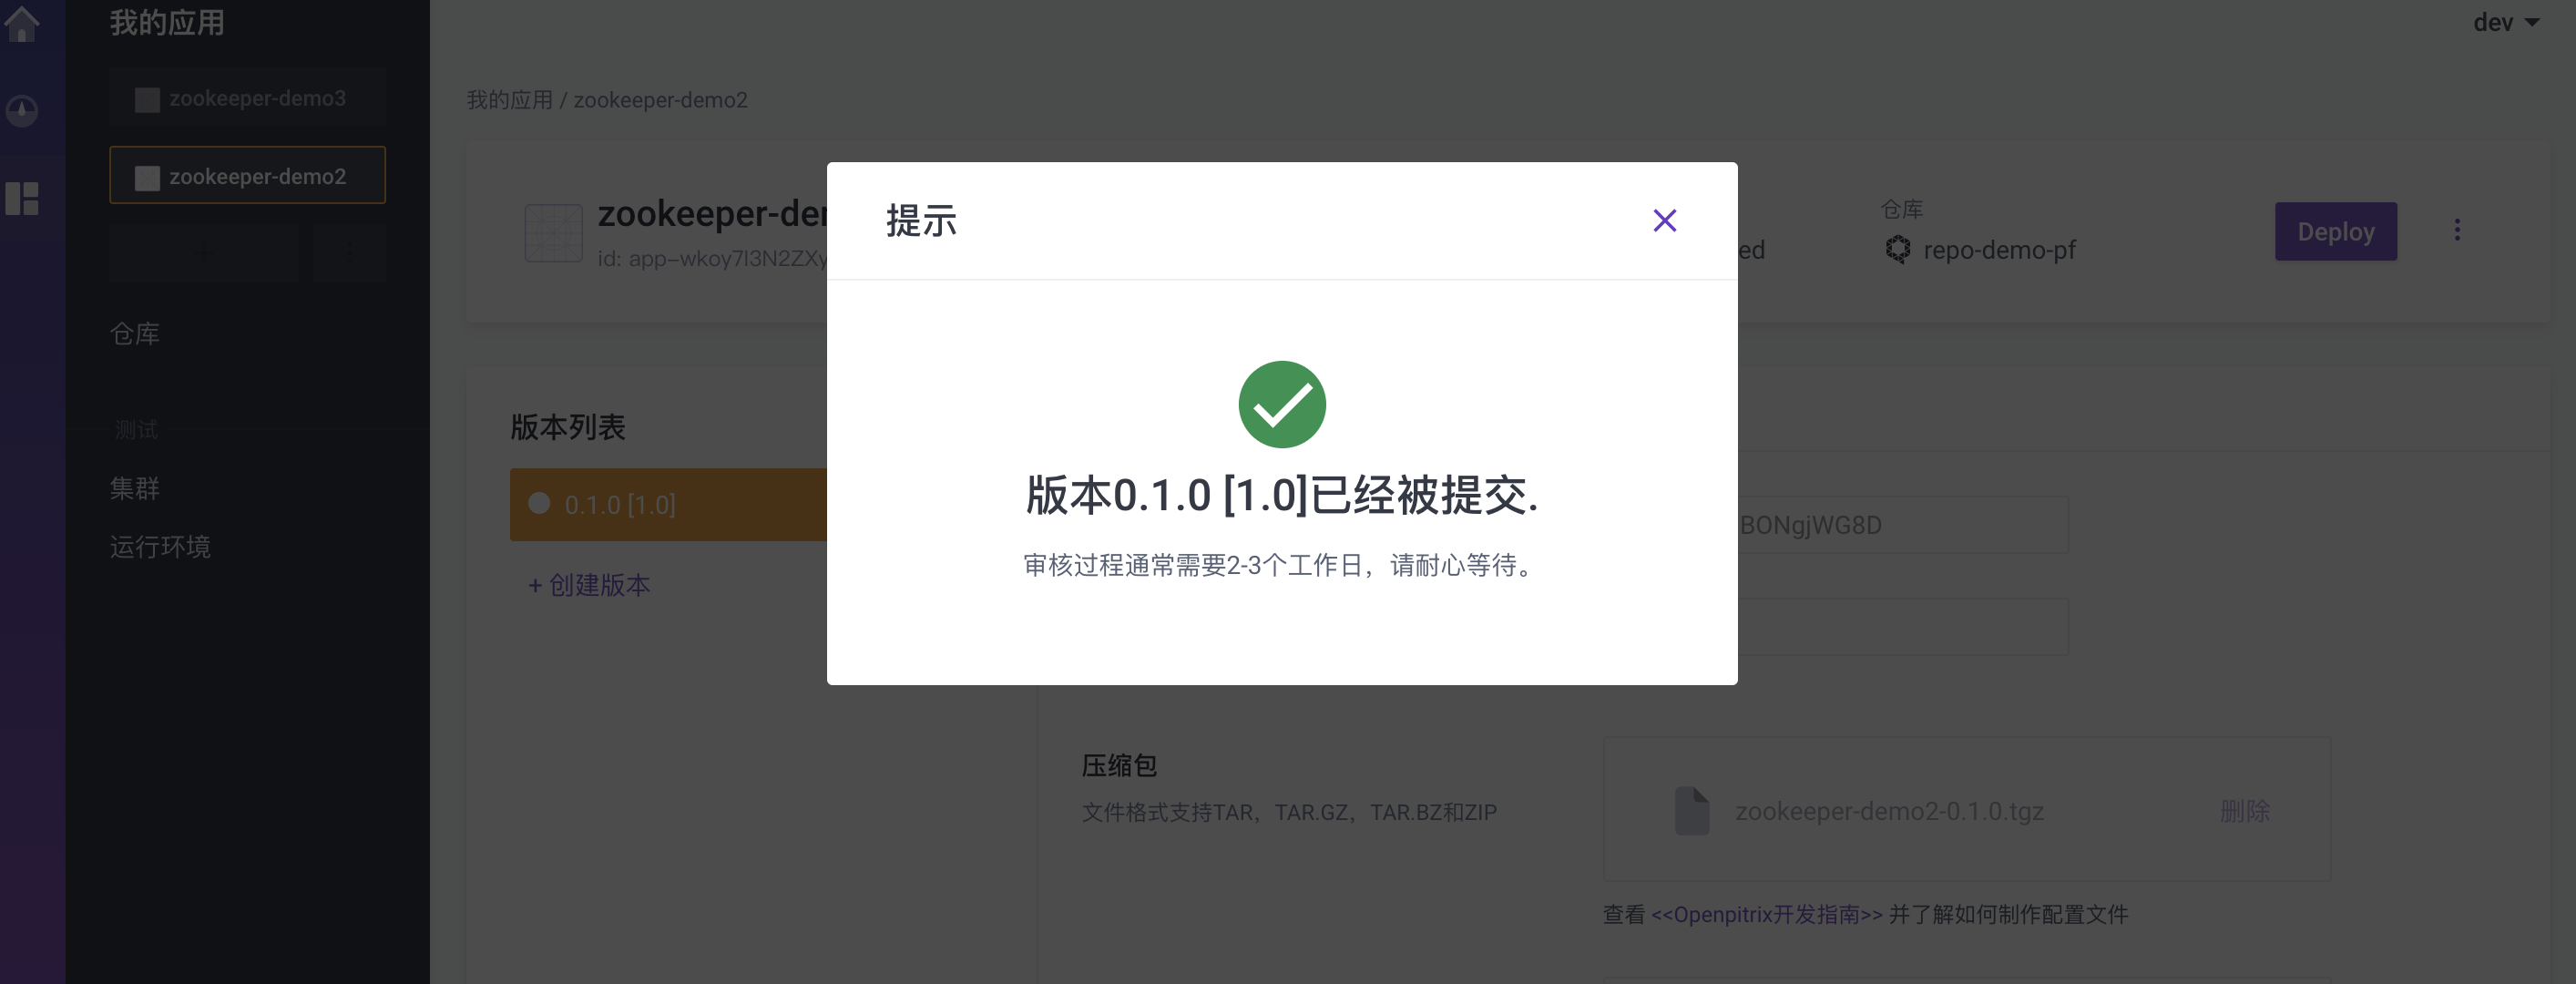 我的应用
dev
zookeeper-demo3
我的应用 / zookeeper-demo2
zookeeper-demo2
提示
zookeeper-der
仓库
Deploy
id: app-wkoy7l3N2ZXy
ed
repo-demo-pf
仓库
测试
版本列表
集群
0.1.0 [1.0]
版本0.1.0 [1.0]已经被提交.
BONgjWG8D
运行环境
+ 创建版本
审核过程通常需要2-3个工作日，请耐心等待。
压缩包
文件格式支持TAR，TAR.GZ，TAR.BZ和ZIP
zookeeper-demo2-0.1.0.tgz
删除
查看 <<Openpitrix开发指南>> 并了解如何制作配置文件